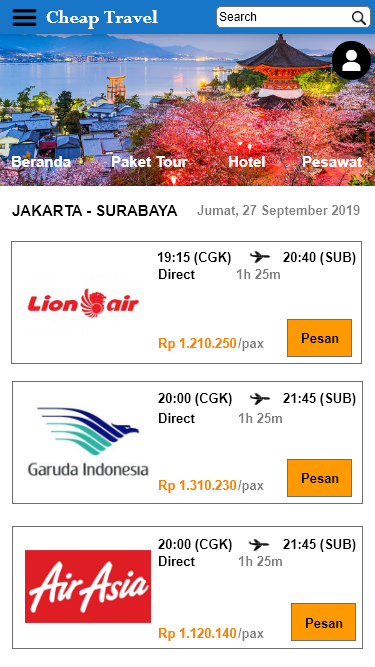 Cheap Travel
Search
Beranda Paket Tour Hotel Pesawat
JAKARTA - SURABAYA Jumat, 27 September 2019
19:15 (CGK) 20:40 (SUB)
Direct 1h 25m
Lion air
Rp 1.210.250/pax Pesan
20:00 (CGK) 21:45 (SUB)
Direct 1h 25m
Garuda Indonesia
Rp 1.310.230/pax Pesan
20:00 (CGK) 21:45 (SUB)
Direct 1h 25m
AirAsia
Rp 1.120.140/pax Pesan